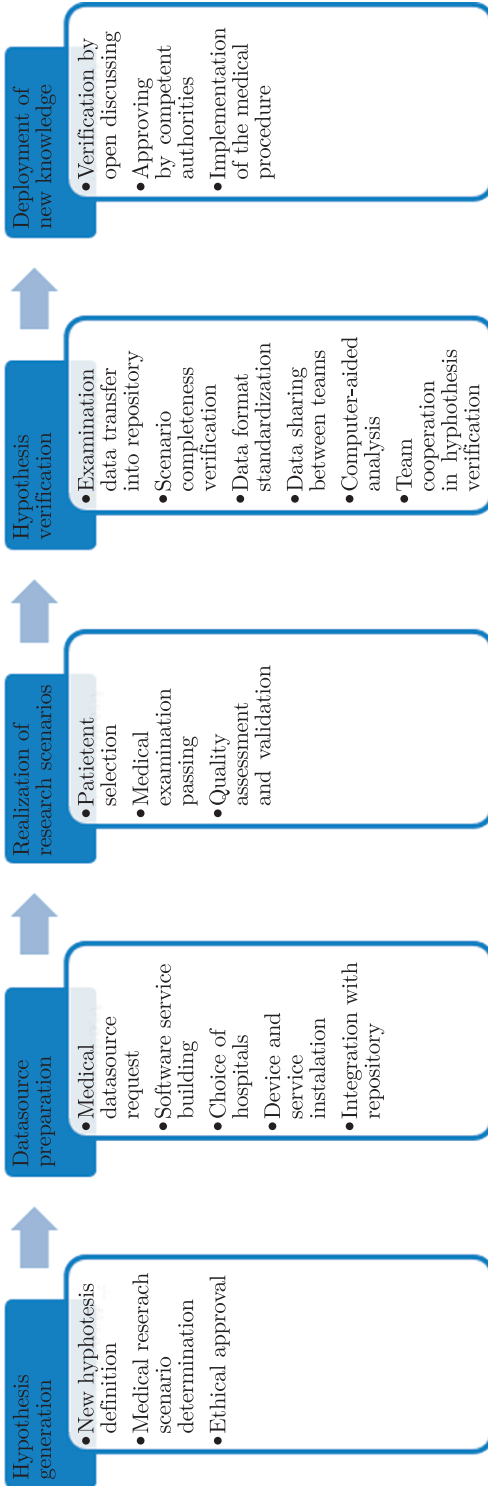 Hypothesis
generation
•New hyphotesis
definition
•Medical reserach
scenario
determination
•Ethical approval
Datasource
preparation
•Medical
datasource
request
•Software service
building
•Choice of
hospitals
•Device and
service
instalation
•Integration with
repository
Realization of
research scenarios
•Patietent
selection
•Medical
examination
passing
•Quality
assessment
and validation
Hypothesis
verification
•Examination
data transfer
into repository
•Scenario
completeness
verification
•Data format
standardization
•Data sharing
between teams
•Computer-aided
analysis
•Team
cooperation
in hyphothesis
verification
Deployment of
new knowledge
•Verification by
open discussing
•Approving
by competent
authorities
•Implementation
of the medical
procedure